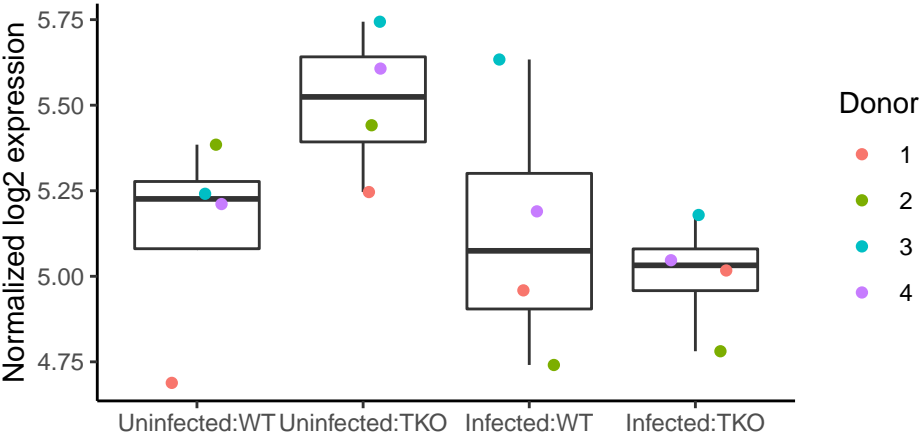 Normalized log2 expression
5.75
5.50
5.25
5.00
4.75
Uninfected:WT
Uninfected:TKO
Infected:WT
Infected:TKO
Donor
1
2
3
4